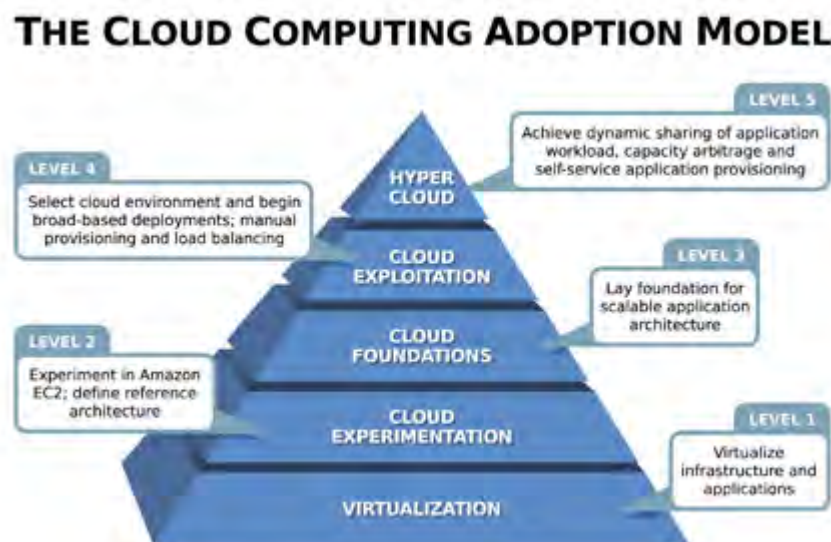 THE CLOUD COMPUTING ADOPTION MODEL
LEVEL 5
Achieve dynamic sharing of application
workload, capacity arbitrage and
self-service application provisioning
HYPER
CLOUD
LEVEL 4
Select cloud environment and begin
broad-based deployments; manual
provisioning and load balancing
CLOUD
EXPLOITATION
LEVEL 3
Lay foundation for
scalable application
architecture
CLOUD
FOUNDATIONS
LEVEL 2
Experiment in Amazon
EC2; define reference
architecture
CLOUD
EXPERIMENTATION
LEVEL 1
Virtualize
infrastructure and
applications
VIRTUALIZATION